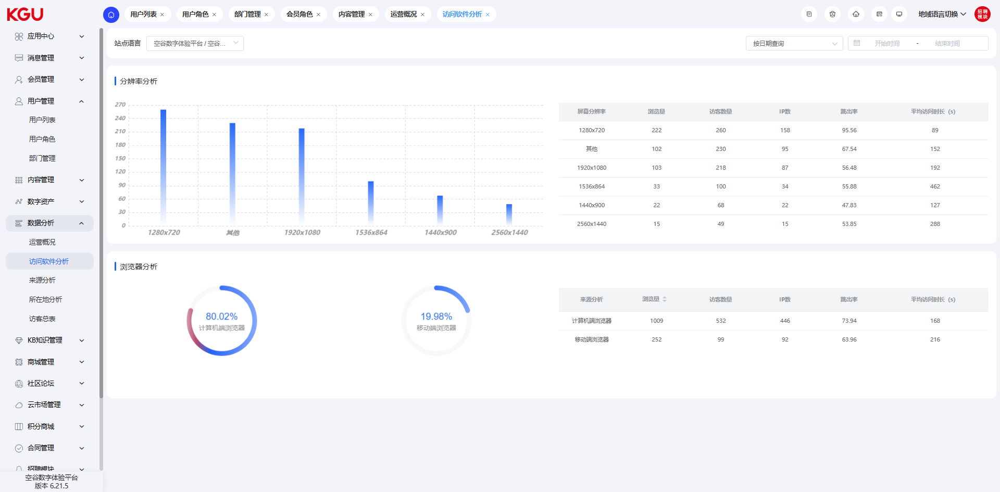 KGU
用户列表 × 用户角色 × 部门管理 × 会员角色 × 内容管理 × 运营概况 × 访问软件分析 ×
地域语言切换
招聘
模块
应用中心
消息管理
会员管理
用户管理
用户列表
用户角色
部门管理
内容管理
数字资产
数据分析
运营概况
访问软件分析
来源分析
所在地分析
访客总表
KB知识管理
商城管理
社区论坛
云市场管理
积分商城
合同管理
招聘模块
空谷数字体验平台
版本 6.21.5
站点语言 空谷数字体验平台 / 空谷... 按日期查询 开始时间 - 结束时间
分辨率分析
270
240
210
180
150
120
90
60
30
0
1280x720 其他 1920x1080 1536x864 1440x900 2560x1440
屏幕分辨率 浏览量 访客数量 IP数 跳出率 平均访问时长（s）
1280x720 222 260 158 95.56 89
其他 102 230 95 67.54 152
1920x1080 103 218 87 56.48 192
1536x864 33 100 34 55.88 462
1440x900 22 68 22 47.83 127
2560x1440 15 49 15 53.85 288
浏览器分析
80.02%
计算机端浏览器
19.98%
移动端浏览器
来源分析 浏览量 访客数量 IP数 跳出率 平均访问时长（s）
计算机端浏览器 1009 532 446 73.94 168
移动端浏览器 252 99 92 63.96 216